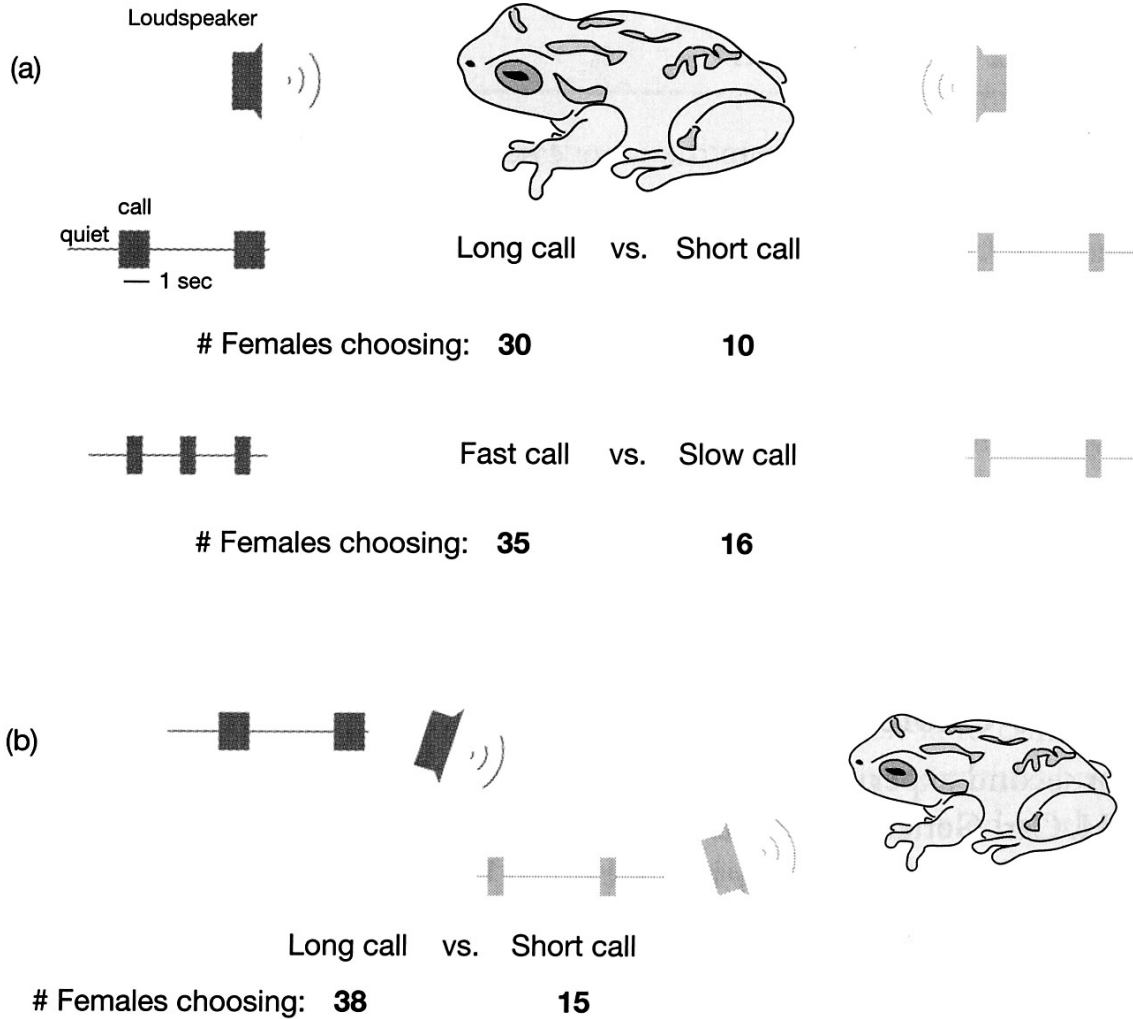 Loudspeaker
(a)
call
quiet
1 sec
Long call vs. Short call
# Females choosing: 30 10
Fast call vs. Slow call
# Females choosing: 35 16
(b)
Long call vs. Short call
# Females choosing: 38 15